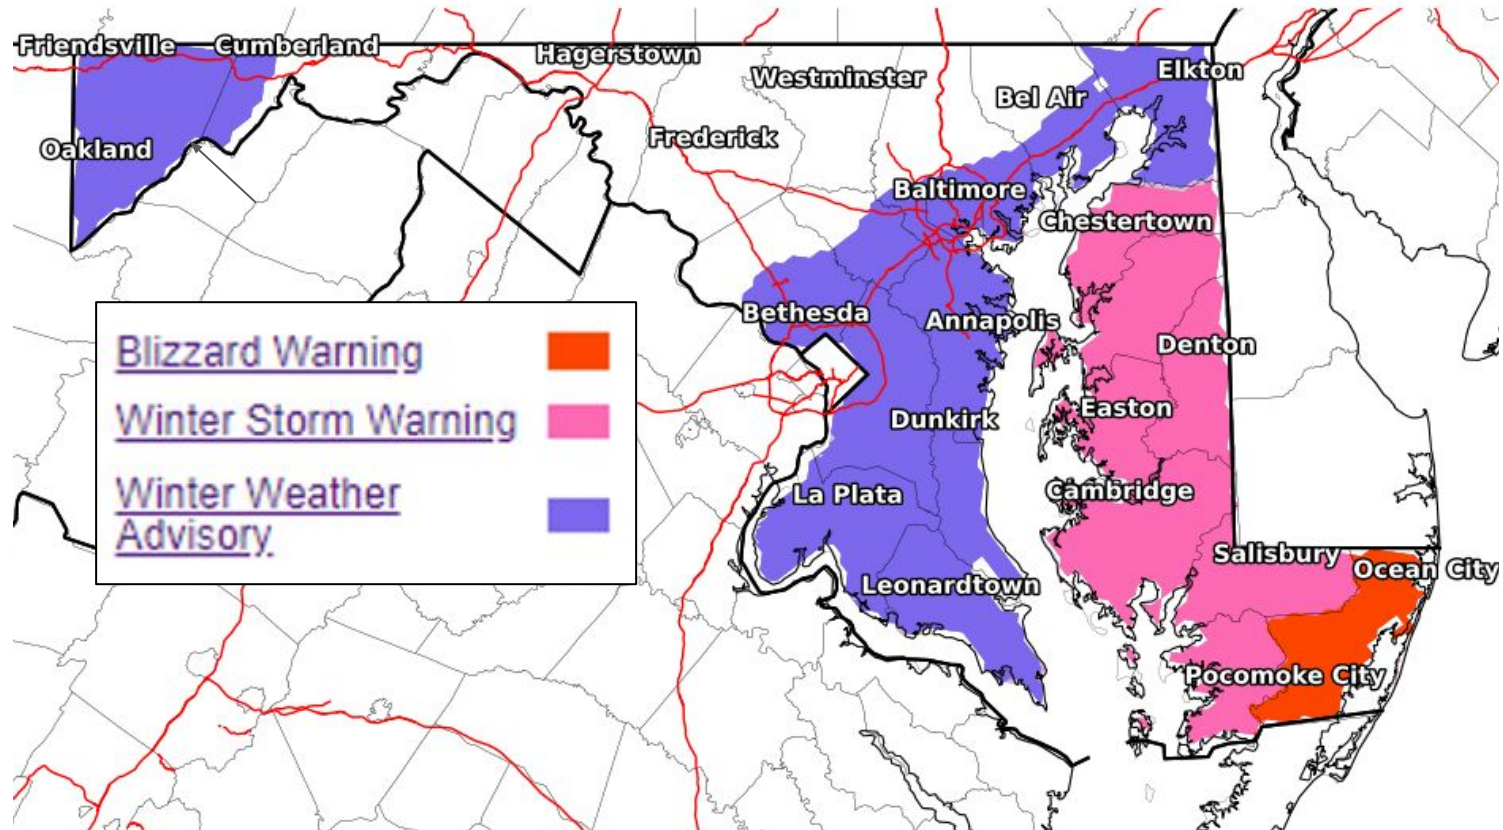 Friendsville
Cumberland
Hagerstown
Westminster
Elkton
Bel Air
Oakland
Frederick
Baltimore
Chestertown
Bethesda
Annapolis
Denton
Easton
Dunkirk
La Plata
Cambridge
Salisbury
Ocean City
Leonardtown
Pocomoke City
Blizzard Warning
Winter Storm Warning
Winter Weather
Advisory